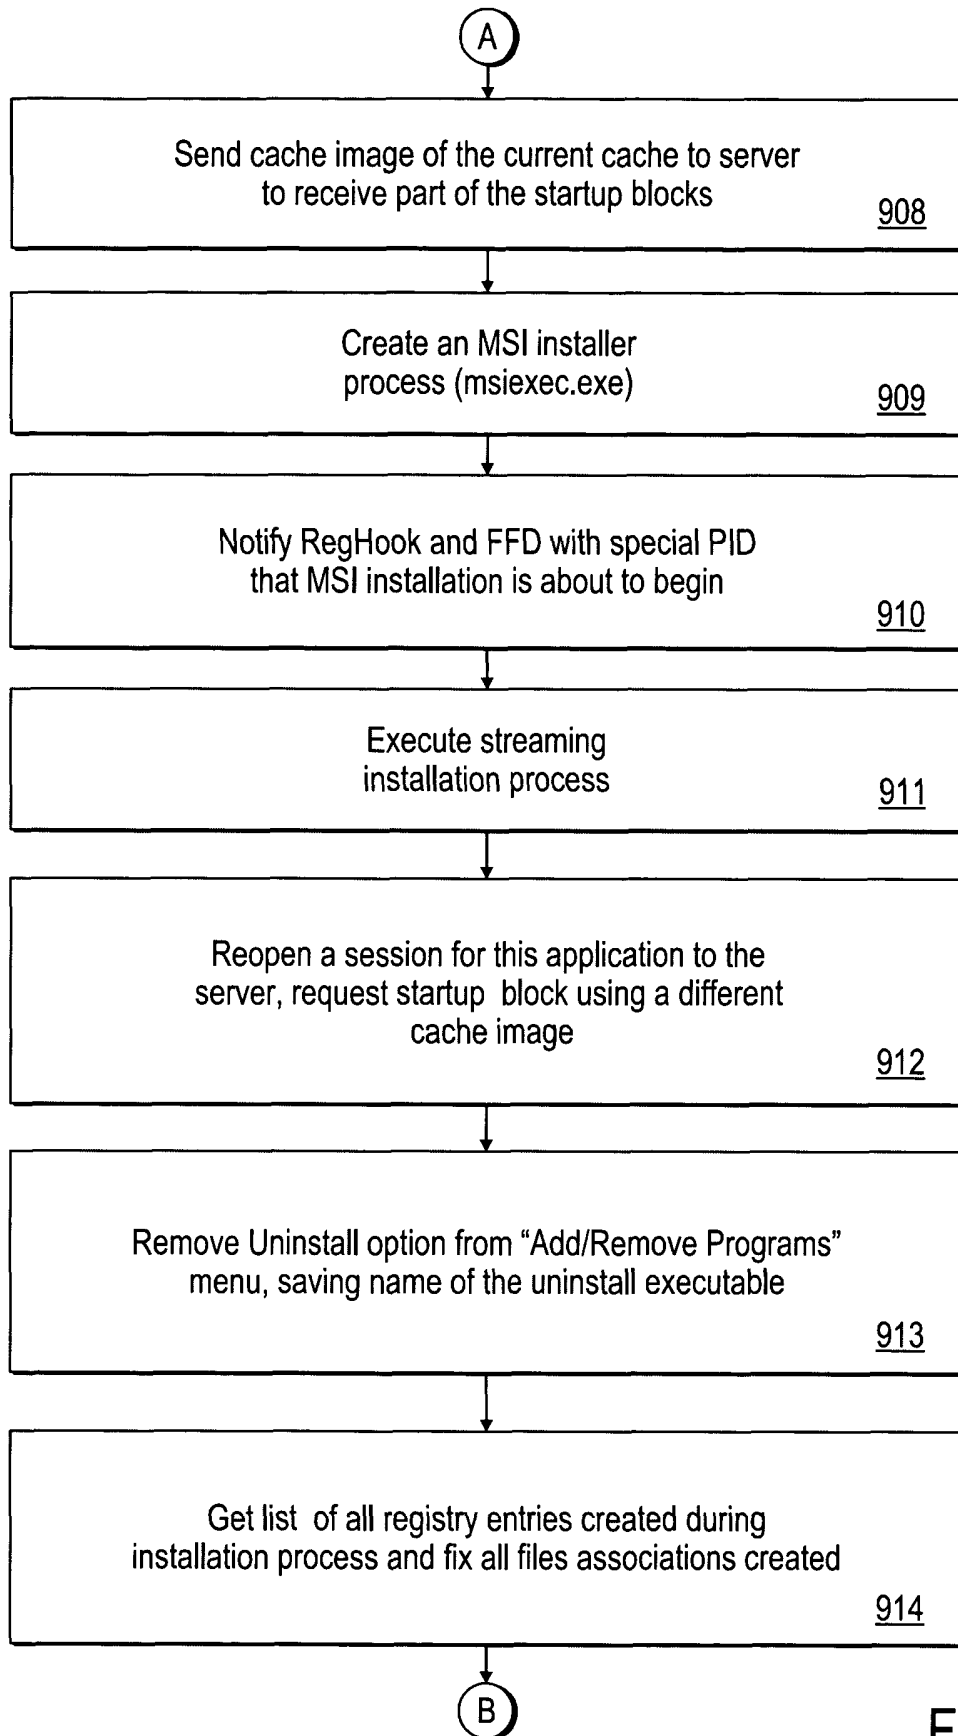 A
Send cache image of the current cache to server
to receive part of the startup blocks
908
Create an MSI installer
process (msiexec.exe)
909
Notify RegHook and FFD with special PID
that MSI installation is about to begin
910
Execute streaming
installation process
911
Reopen a session for this application to the
server, request startup block using a different
cache image
912
Remove Uninstall option from “Add/Remove Programs”
menu, saving name of the uninstall executable
913
Get list of all registry entries created during
installation process and fix all files associations created
914
B